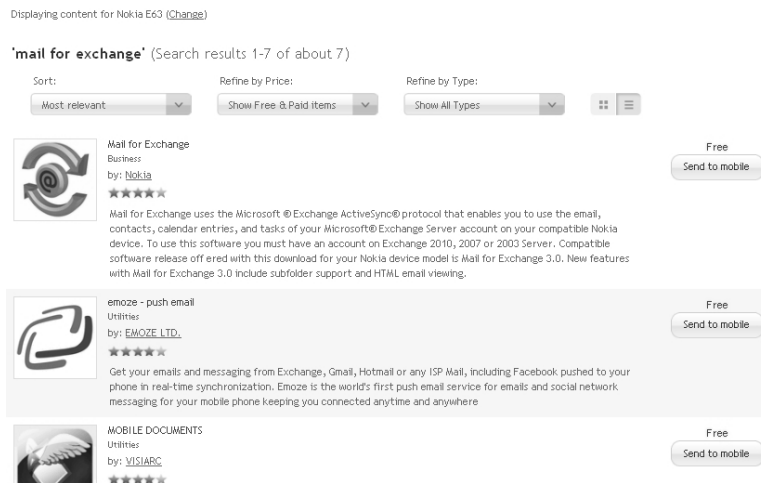 Displaying content for Nokia E63 (Change)
'mail for exchange' (Search results 1-7 of about 7)
Sort: Refine by Price: Refine by Type:
Most relevant Show Free & Paid items Show All Types
Mail for Exchange
Business
by: Nokia
Free
Send to mobile
Mail for Exchange uses the Microsoft ® Exchange ActiveSync® protocol that enables you to use the email,
contacts, calendar entries, and tasks of your Microsoft® Exchange Server account on your compatible Nokia
device. To use this software you must have an account on Exchange 2010, 2007 or 2003 Server. Compatible
software release off ered with this download for your Nokia device model is Mail for Exchange 3.0. New features
with Mail for Exchange 3.0 include subfolder support and HTML email viewing.
emoze - push email
Utilities
by: EMOZE LTD.
Free
Send to mobile
Get your emails and messaging from Exchange, Gmail, Hotmail or any ISP Mail, including Facebook pushed to your
phone in real-time synchronization. Emoze is the world's first push email service for emails and social network
messaging for your mobile phone keeping you connected anytime and anywhere
MOBILE DOCUMENTS
Utilities
by: VISIARC
Free
Send to mobile